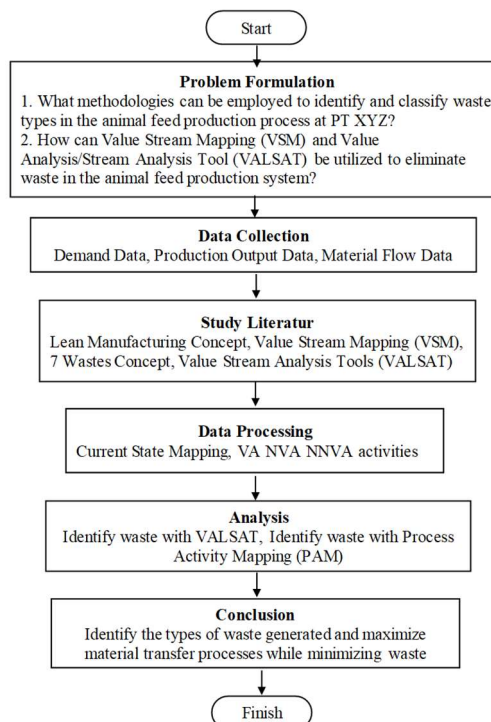 Start
Problem Formulation
1. What methodologies can be employed to identify and classify waste
types in the animal feed production process at PT XYZ?
2. How can Value Stream Mapping (VSM) and Value
Analysis/Stream Analysis Tool (VALSAT) be utilized to eliminate
waste in the animal feed production system?
Data Collection
Demand Data, Production Output Data, Material Flow Data
Study Literatur
Lean Manufacturing Concept, Value Stream Mapping (VSM),
7 Wastes Concept, Value Stream Analysis Tools (VALSAT)
Data Processing
Current State Mapping, VA NVA NNVA activities
Analysis
Identify waste with VALSAT, Identify waste with Process
Activity Mapping (PAM)
Conclusion
Identify the types of waste generated and maximize
material transfer processes while minimizing waste
Finish